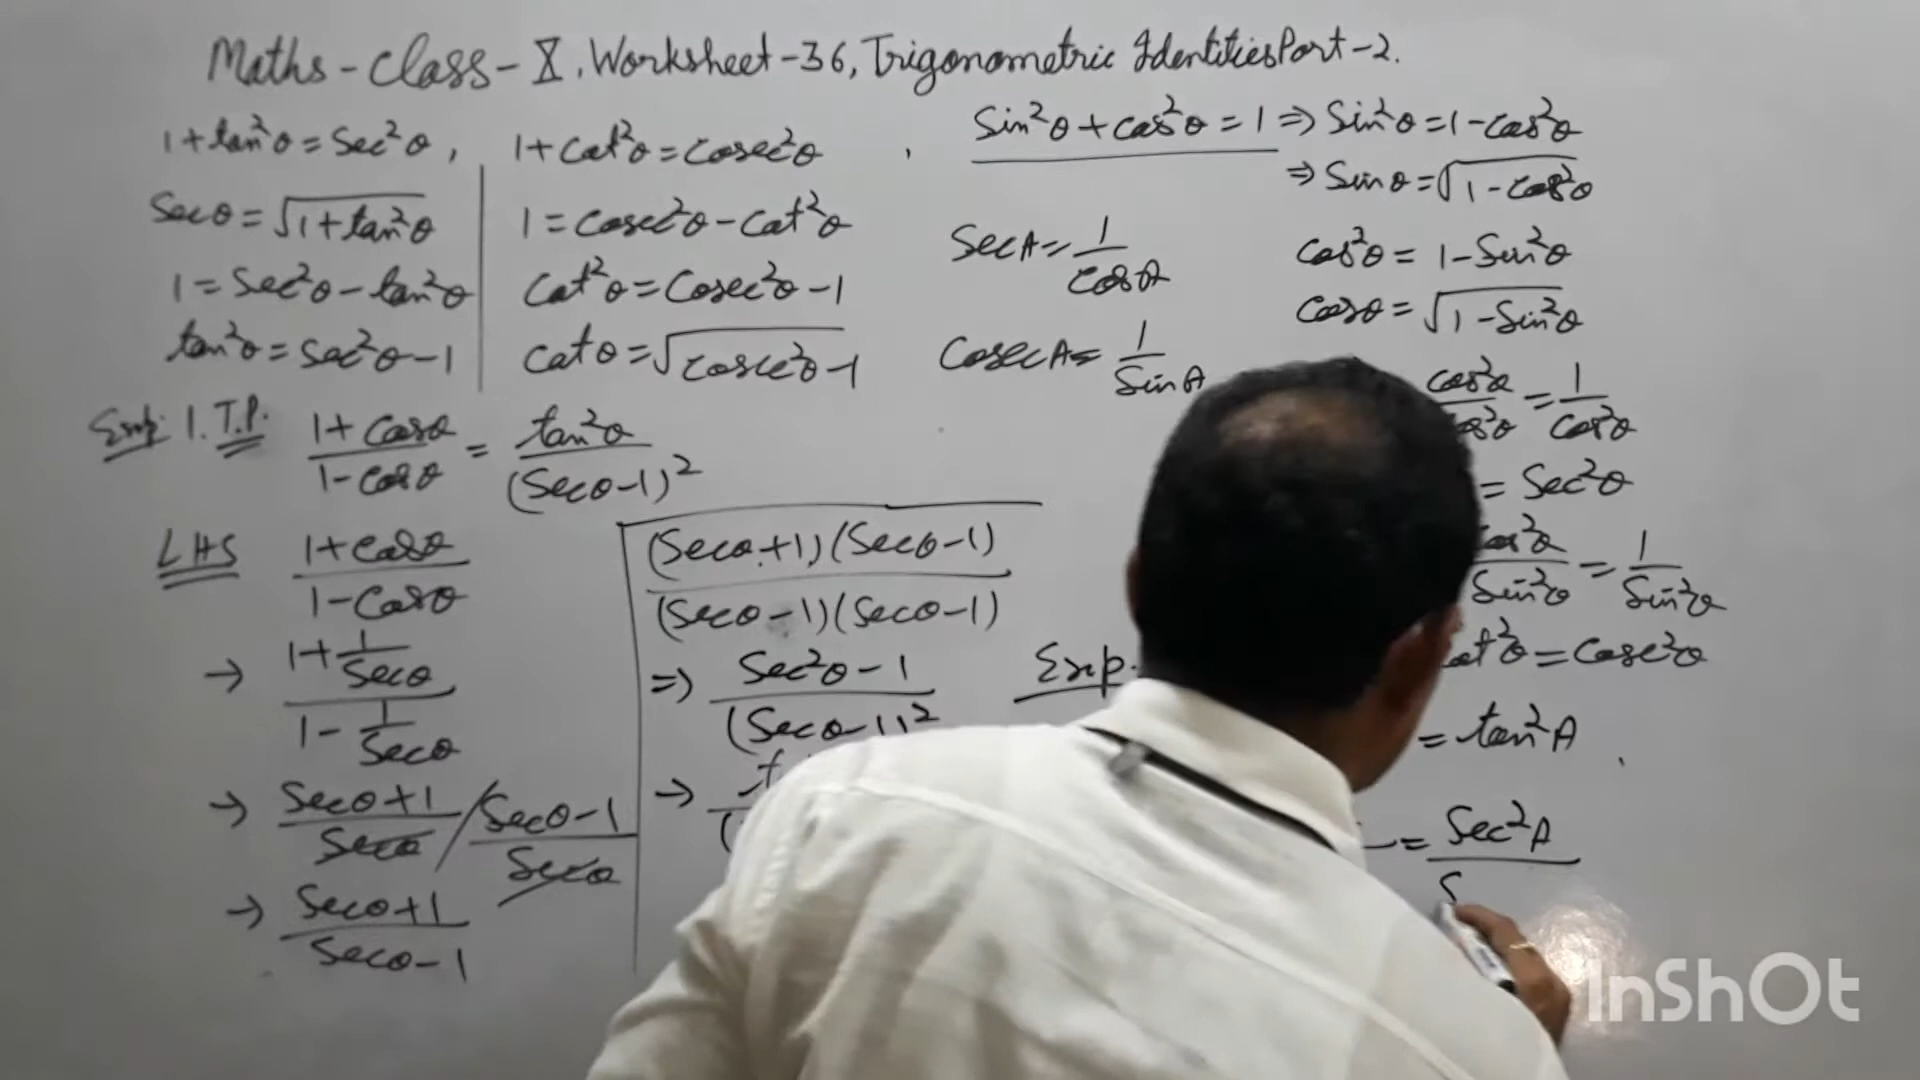 Maths - Class - X, Worksheet - 36, Trigonometric Identities Part - 2.
1 + tan²θ = Sec²θ, 1 + Cot²θ = Cosec²θ, Sin²θ + Cos²θ = 1 ⇒ Sin²θ = 1 - Cos²θ
⇒ Sinθ = √(1 - Cos²θ)
Secθ = √(1 + tan²θ)
1 = Sec²θ - tan²θ
tan²θ = Sec²θ - 1
1 = Cosec²θ - Cot²θ
Cot²θ = Cosec²θ - 1
Cotθ = √(Cosec²θ - 1)
SecA = 1/CosA
CosecA = 1/SinA
Cos²θ = 1 - Sin²θ
Cosθ = √(1 - Sin²θ)
Cos²θ/Cos²θ = 1/Cos²θ
= Sec²θ
Cos²θ/Sin²θ = 1/Sin²θ
Cot²θ = Cosec²θ
Exp: 1. T.P. (1 + Cosθ)/(1 - Cosθ) = tan²θ/(Secθ - 1)²
LHS (1 + Cosθ)/(1 - Cosθ)
→ (1 + 1/Secθ)/(1 - 1/Secθ)
→ (Secθ + 1)/Secθ / (Secθ - 1)/Secθ
→ (Secθ + 1)/(Secθ - 1)
(Secθ + 1)(Secθ - 1)/(Secθ - 1)(Secθ - 1)
⇒ (Sec²θ - 1)/(Secθ - 1)²
→
Exp.
= tan²A
= Sec²A/S
InShOt